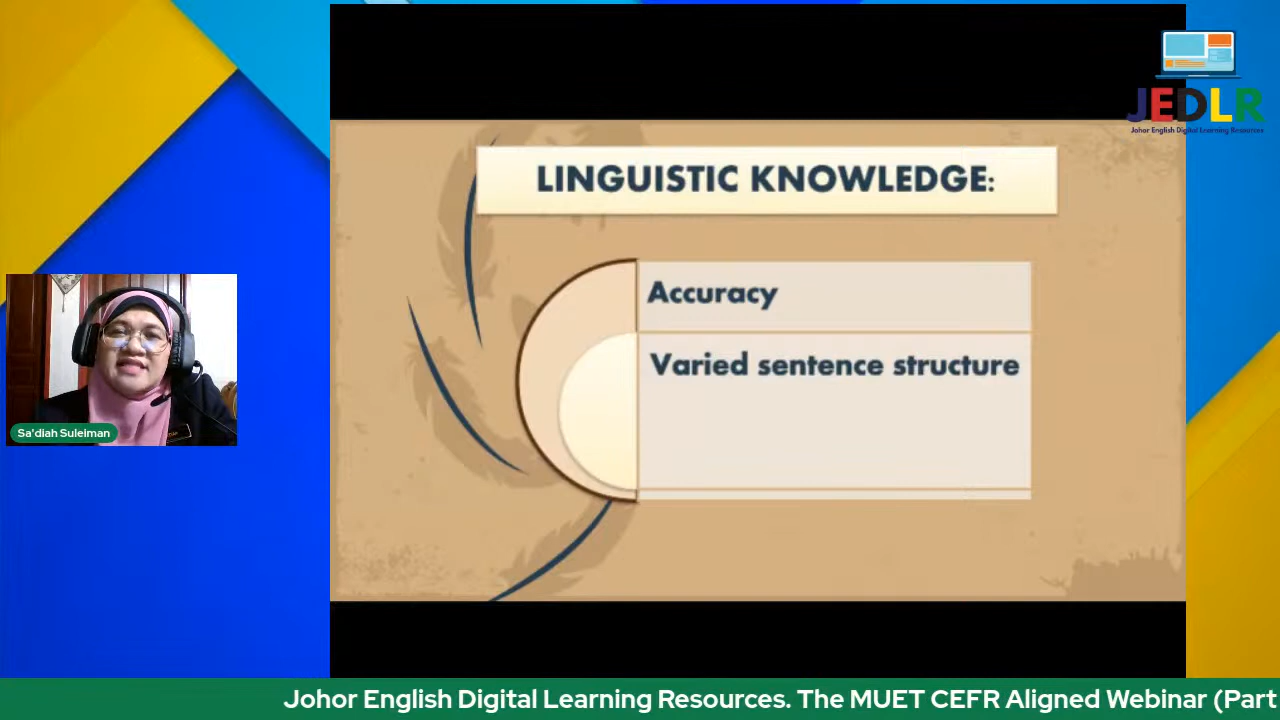 JEDLR
Johor English Digital Learning Resources
LINGUISTIC KNOWLEDGE:
Accuracy
Varied sentence structure
Sa'diah Suleiman
Johor English Digital Learning Resources. The MUET CEFR Aligned Webinar (Part